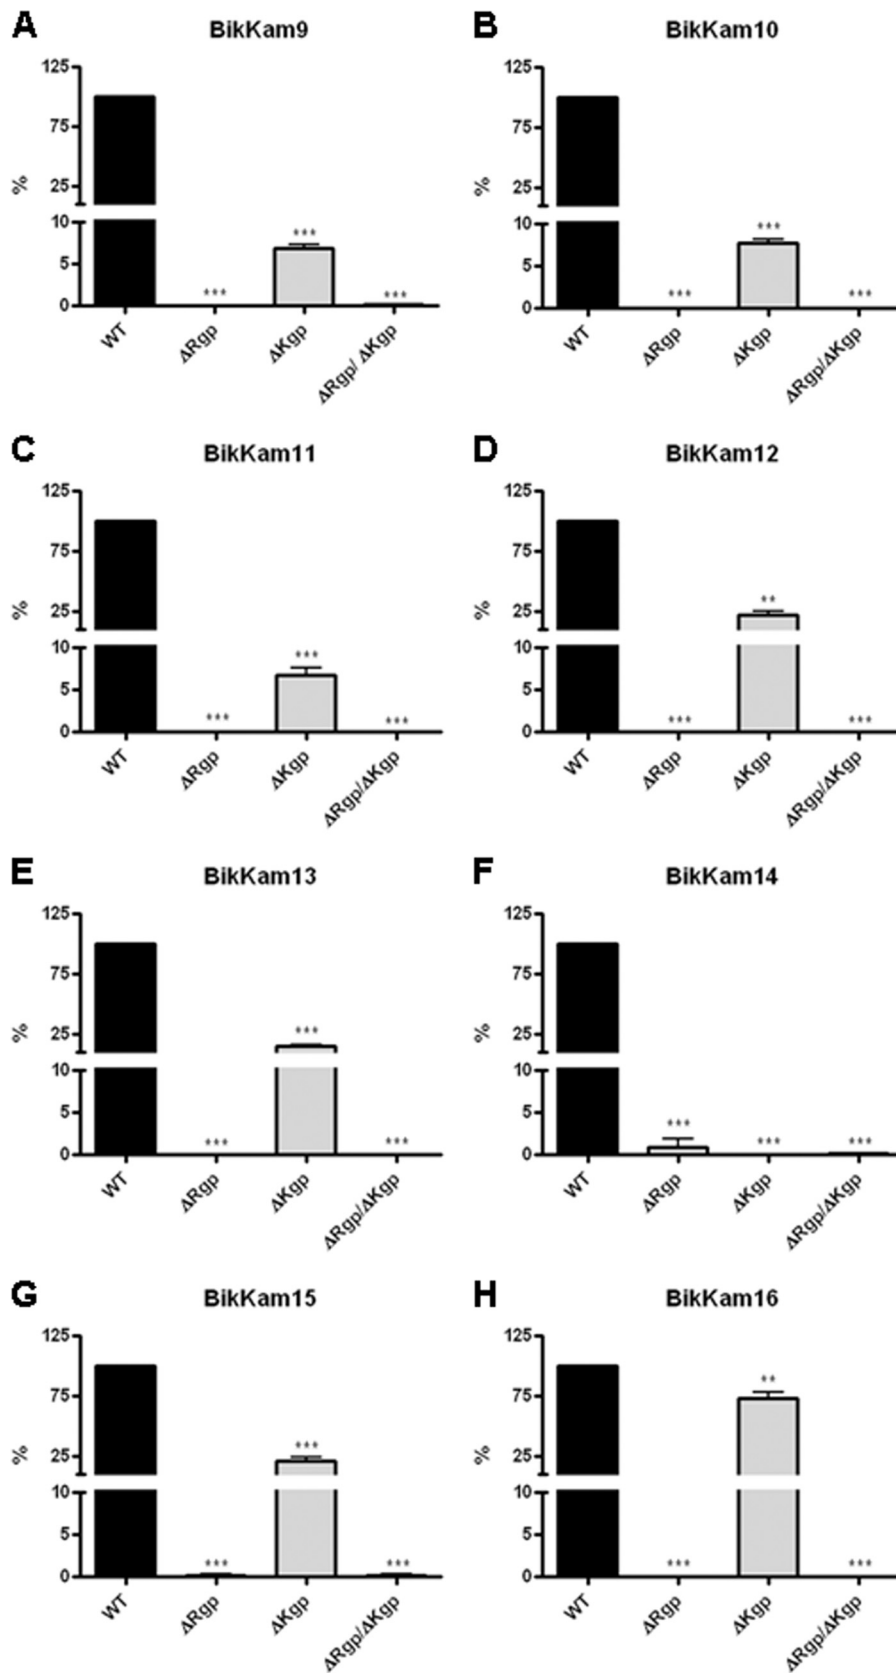 A BikKam9 B BikKam10
125 125
75 75
% 25 % 25
10 *** 10 ***
5 5
0 *** *** 0 *** ***
WT ΔRgp ΔKgp ΔRgp/ ΔKgp WT ΔRgp ΔKgp ΔRgp/ΔKgp
C BikKam11 D BikKam12
125 125
75 75
% 25 % 25 **
10 *** 10
5 5
0 *** *** 0 *** ***
WT ΔRgp ΔKgp ΔRgp/ΔKgp WT ΔRgp ΔKgp ΔRgp/ΔKgp
E BikKam13 F BikKam14
125 125
75 75
% 25 *** % 25
10 10
5 5 ***
0 *** *** 0 *** ***
WT ΔRgp ΔKgp ΔRgp/ΔKgp WT ΔRgp ΔKgp ΔRgp/ΔKgp
G BikKam15 H BikKam16
125 125
75 75 **
% 25 *** % 25
10 10
5 5
0 *** *** 0 *** ***
WT ΔRgp ΔKgp ΔRgp/ΔKgp WT ΔRgp ΔKgp ΔRgp/ΔKgp